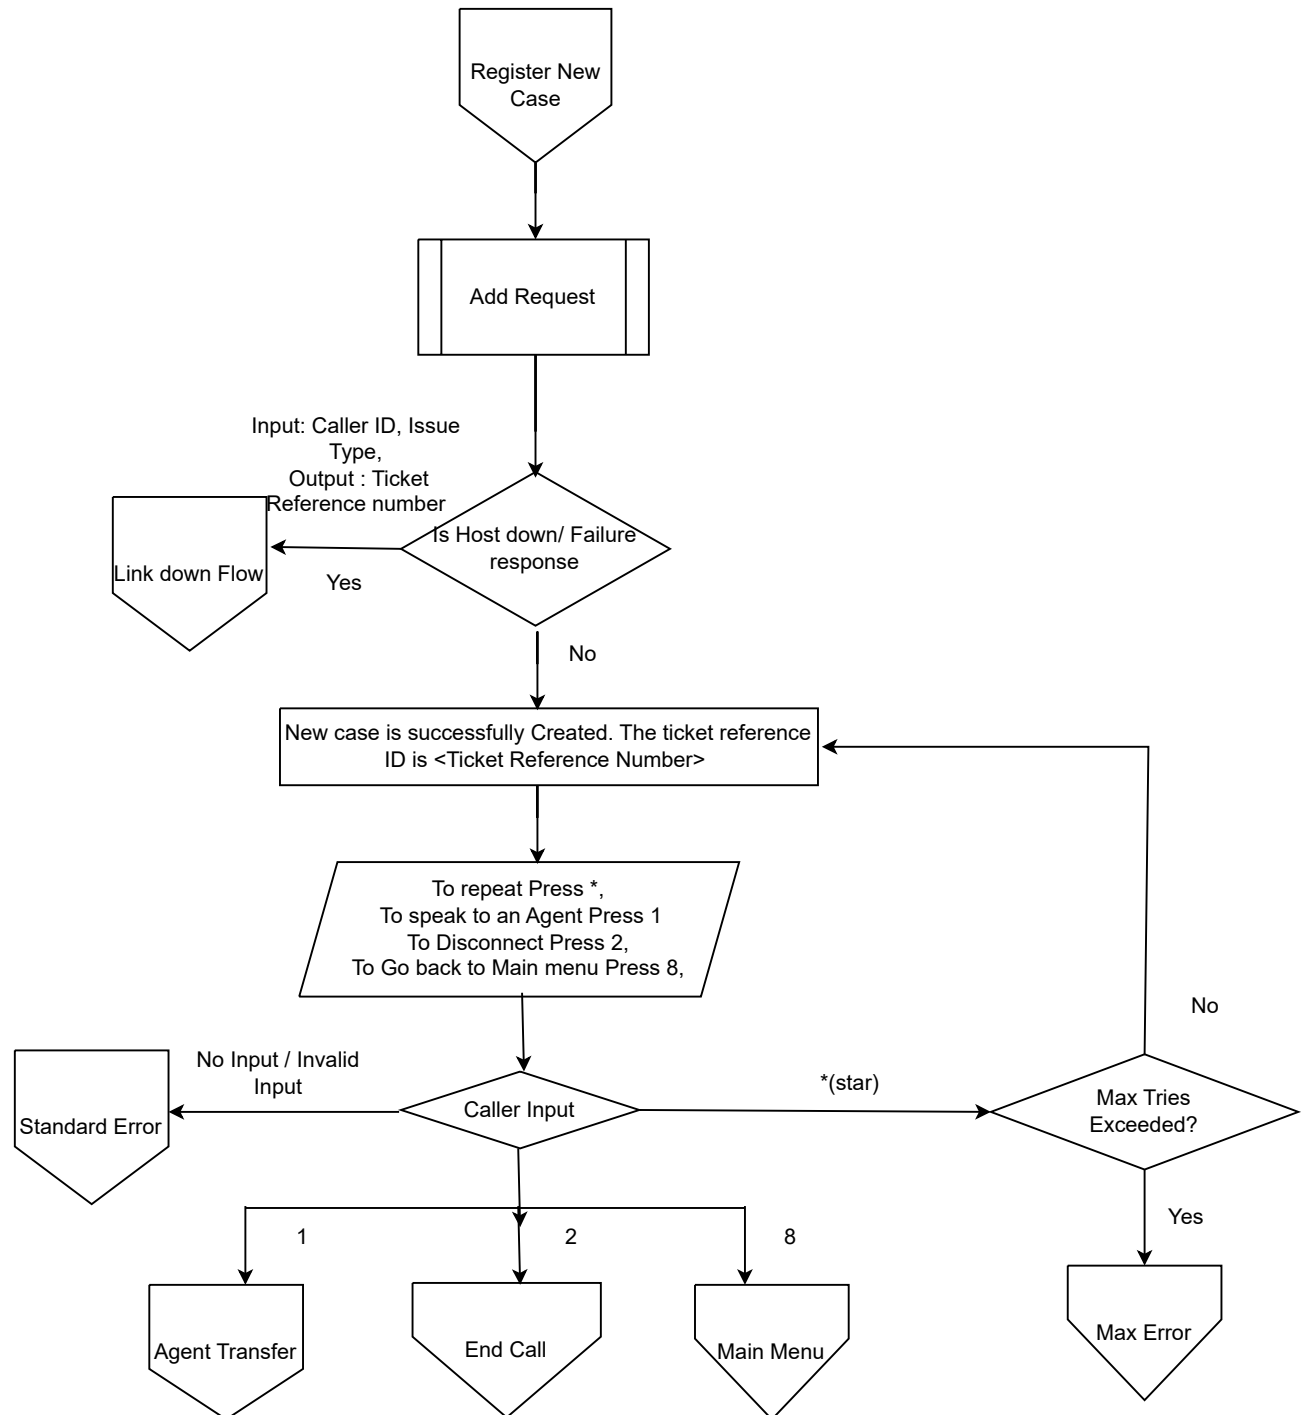 Register New
Case
Add Request
Input: Caller ID, Issue
Type,
Output : Ticket
Reference number
Is Host down/ Failure
response
Link down Flow
Yes
No
New case is successfully Created. The ticket reference
ID is <Ticket Reference Number>
To repeat Press *,
To speak to an Agent Press 1
To Disconnect Press 2,
To Go back to Main menu Press 8,
No
No Input / Invalid
Input
*(star)
Caller Input
Max Tries
Exceeded?
Standard Error
Yes
1
2
8
Agent Transfer
End Call
Main Menu
Max Error